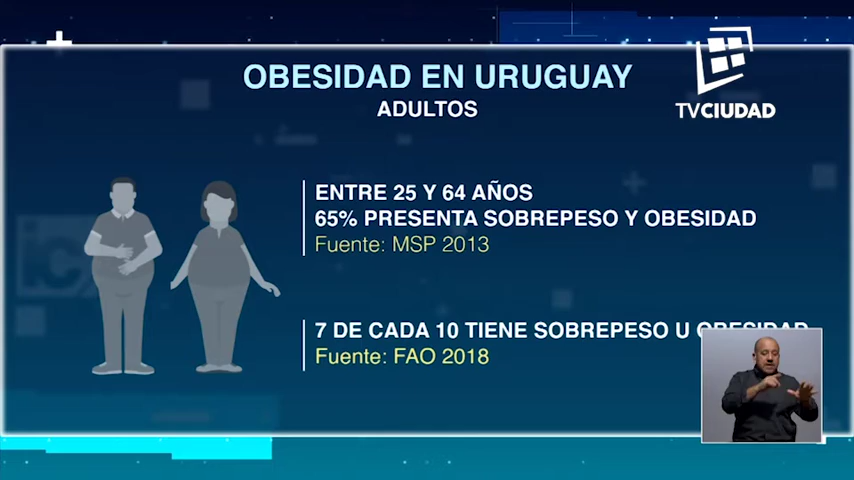 OBESIDAD EN URUGUAY
ADULTOS
TVCIUDAD
ENTRE 25 Y 64 AÑOS
65% PRESENTA SOBREPESO Y OBESIDAD
Fuente: MSP 2013
7 DE CADA 10 TIENE SOBREPESO U OBESIDAD
Fuente: FAO 2018